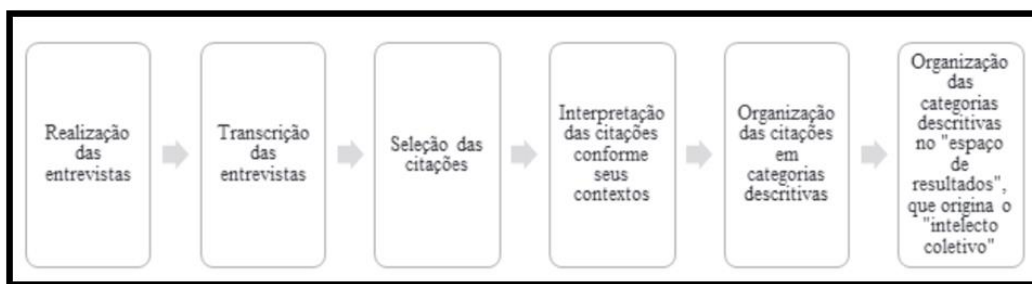 Realização
das
entrevistas
Transcrição
das
entrevistas
Seleção das
citações
Interpretação
das citações
conforme
seus
contextos
Organização
das citações
em
categorias
descritivas
Organização
das
categorias
descritivas
no "espaço
de
resultados",
que origina o
"intelecto
coletivo"